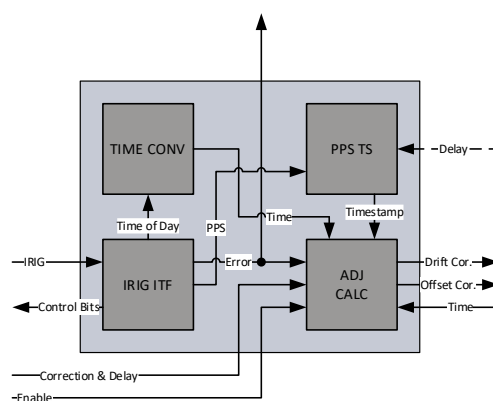 TIME CONV
PPS TS
Delay
Time of Day
PPS
Time
Timestamp
IRIG
IRIG ITF
Error
ADJ
CALC
Drift Cor.
Offset Cor.
Control Bits
Time
Correction & Delay
Enable